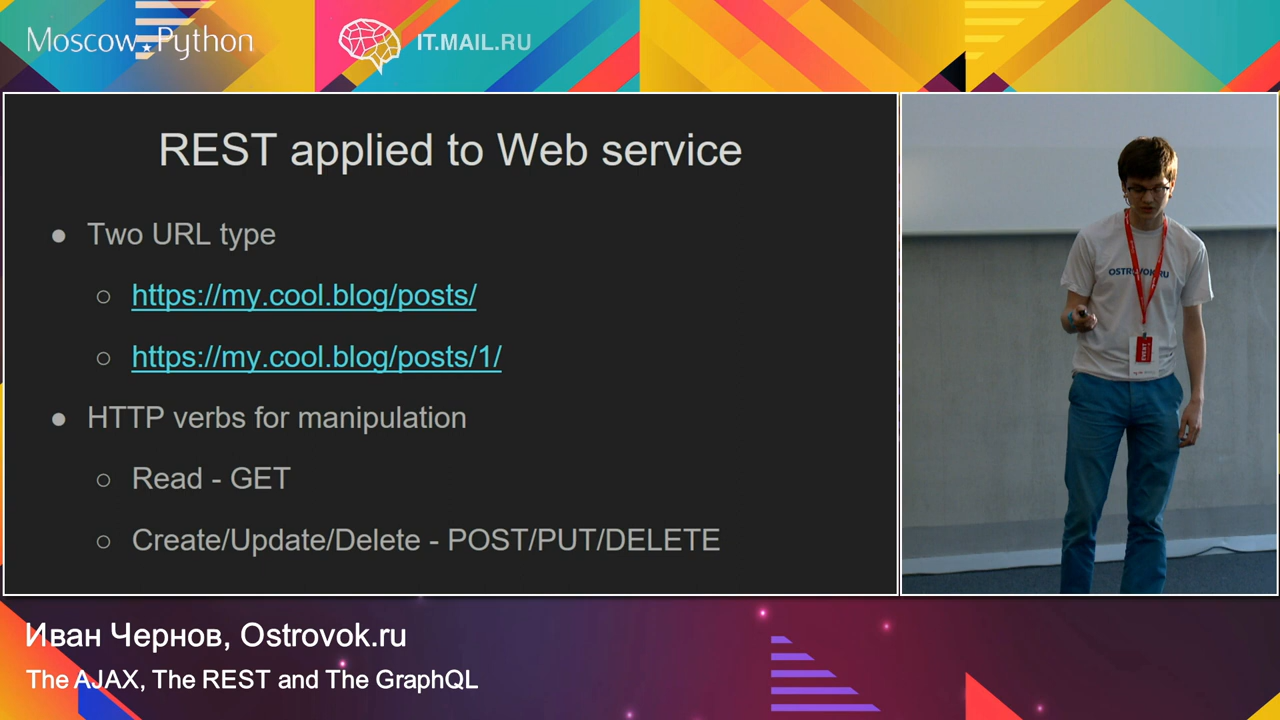 Moscow Python
IT.MAIL.RU
REST applied to Web service
● Two URL type
○ https://my.cool.blog/posts/
○ https://my.cool.blog/posts/1/
● HTTP verbs for manipulation
○ Read - GET
○ Create/Update/Delete - POST/PUT/DELETE
OSTROVOK.RU
EVENT
Иван Чернов, Ostrovok.ru
The AJAX, The REST and The GraphQL